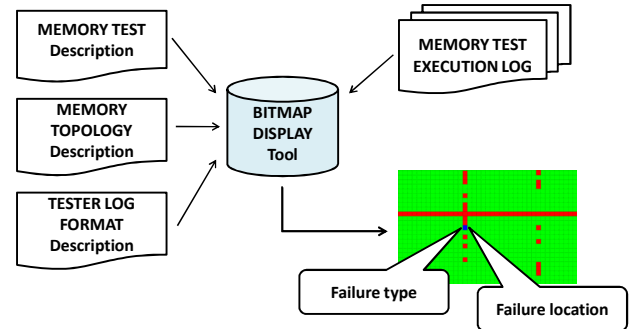 MEMORY TEST
Description
MEMORY
TOPOLOGY
Description
TESTER LOG
FORMAT
Description
BITMAP
DISPLAY
Tool
MEMORY TEST
EXECUTION LOG
Failure type
Failure location